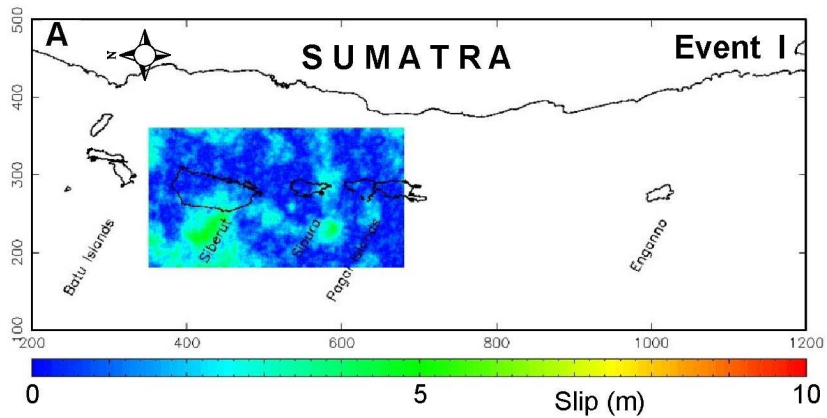 500
A
N
SUMATRA
Event I
400
300
200
100
Batu Islands
Siberut
Sipura
Pagai Islands
Enganno
200 400 600 800 1000 1200
0 5 10
Slip (m)